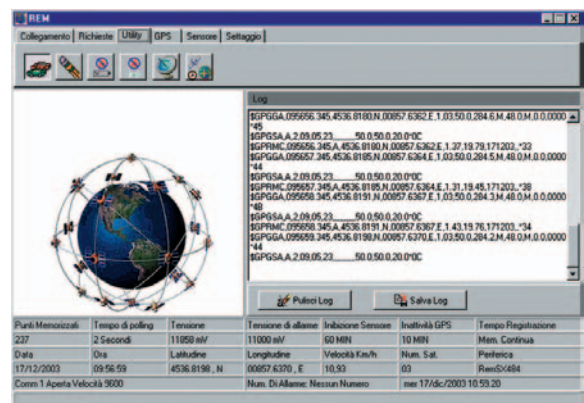 REM
Collegamento Richieste Utility GPS Sensore Settaggio
Log
$GPGGA,095656.345,4536.8180,N,00857.6362,E,1,03,50.0,284.6,M,48.0,M,0.0,0000
*45
$GPGSA,A,2,09,05,23,,,,,,,,,,50.0,50.0,20.0*0C
$GPRMC,095656.345,A,4536.8180,N,00857.6362,E,1.37,19.79,171203,,*33
$GPGGA,095657.345,4536.8185,N,00857.6364,E,1,03,50.0,284.5,M,48.0,M,0.0,0000
*44
$GPGSA,A,2,09,05,23,,,,,,,,,,50.0,50.0,20.0*0C
$GPRMC,095657.345,A,4536.8185,N,00857.6364,E,1.31,19.45,171203,,*38
$GPGGA,095658.345,4536.8191,N,00857.6367,E,1,03,50.0,284.3,M,48.0,M,0.0,0000
*48
$GPGSA,A,2,09,05,23,,,,,,,,,,50.0,50.0,20.0*0C
$GPRMC,095658.345,A,4536.8191,N,00857.6367,E,1.43,19.76,171203,,*34
$GPGGA,095659.345,4536.8198,N,00857.6370,E,1,03,50.0,284.2,M,48.0,M,0.0,0000
*44
$GPGSA,A,2,09,05,23,,,,,,,,,,50.0,50.0,20.0*0C
Pulisci Log Salva Log
Punti Memorizzati Tempo di polling Tensione Tensione di allarme Inibizione Sensore Inattività GPS Tempo Registrazione
237 2 Secondi 11858 mV 11000 mV 60 MIN 10 MIN Mem. Continua
Data Ora Latitudine Longitudine Velocità Km/h Num. Sat. Periferica
17/12/2003 09:56:59 4536.8198 , N 00857.6370 , E 10,93 03 RemSX484
Comm 1 Aperta Velocità 9600 Num. Di Allarme: Nessun Numero mer 17/dic/2003 10.59.20